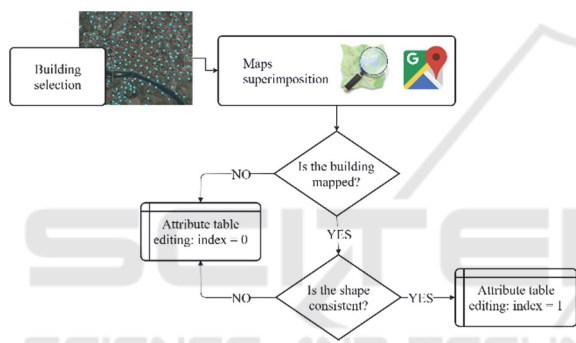 Building
selection
Maps
superimposition
G
Is the building
mapped?
NO
Attribute table
editing: index = 0
YES
Is the shape
consistent?
NO
YES
Attribute table
editing: index = 1